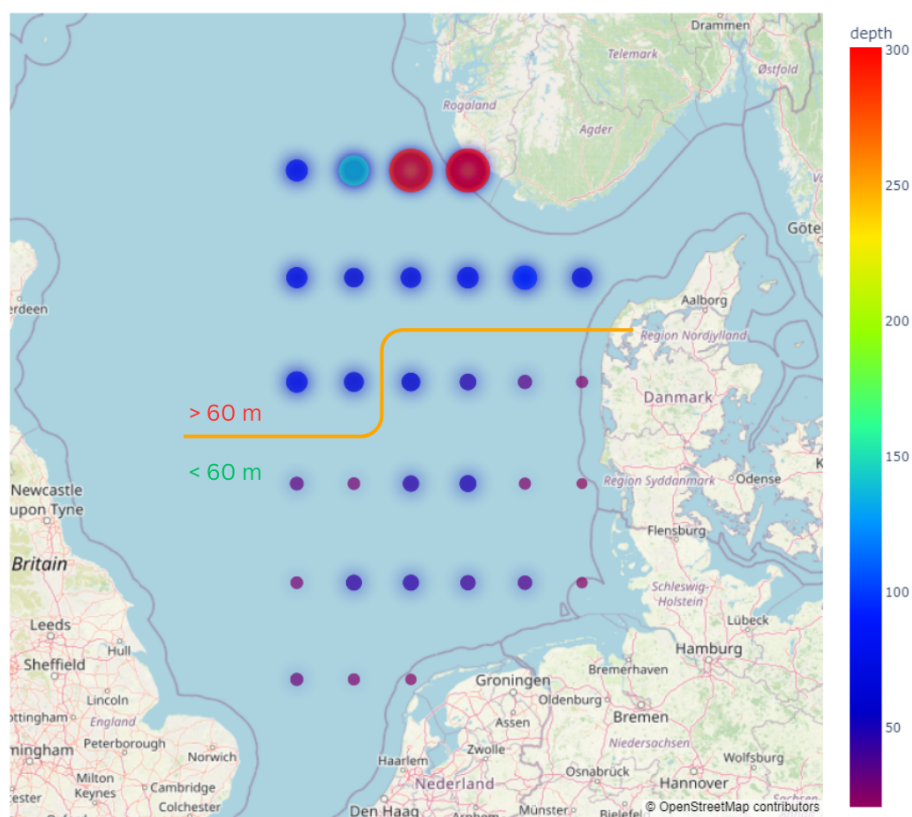 Drammen
depth
300
Telemark
Østfold
Rogaland
Agder
250
Göte
erdeen
Aalborg
Region Nordjylland
200
Danmark
> 60 m
< 60 m
150
Newcastle
upon Tyne
Region Syddanmark
Odense
K
Flensburg
Britain
Schleswig-
Holstein
100
Lübeck
Leeds
Hull
Hamburg
Sheffield
Bremerhaven
Groningen
Oldenburg
Lincoln
Bremen
ottingham
England
Assen
50
Peterborough
Niedersachsen
mingham
Norwich
Zwolle
Wolfsburg
Haarlem
Osnabrück
Milton
Keynes
Cambridge
Nederland
Hannover
ester
Colchester
Den Haag
Münster
© OpenStreetMap contributors